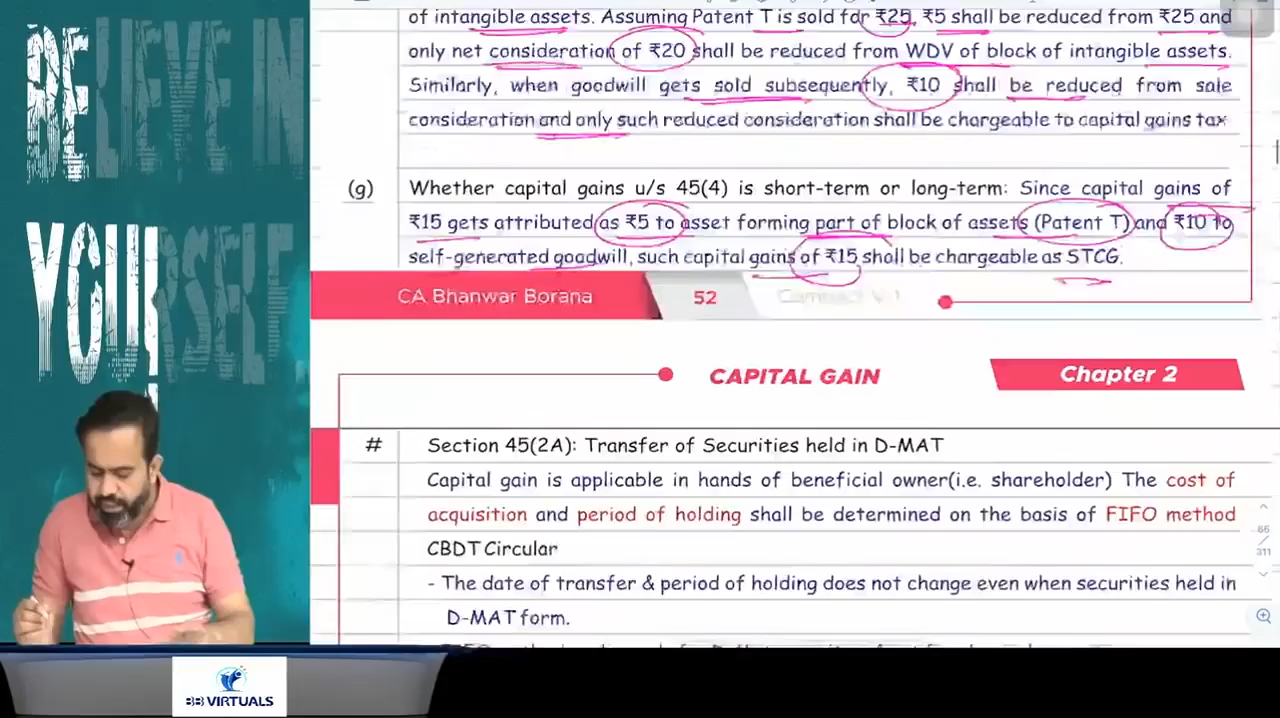 BELIEVE IN
YOURSELF
of intangible assets. Assuming Patent T is sold for ₹25, ₹5 shall be reduced from ₹25 and
only net consideration of ₹20 shall be reduced from WDV of block of intangible assets.
Similarly, when goodwill gets sold subsequently, ₹10 shall be reduced from sale
consideration and only such reduced consideration shall be chargeable to capital gains tax
(g) Whether capital gains u/s 45(4) is short-term or long-term: Since capital gains of
₹15 gets attributed as ₹5 to asset forming part of block of assets (Patent T) and ₹10 to
self-generated goodwill, such capital gains of ₹15 shall be chargeable as STCG.
CA Bhanwar Borana 52
CAPITAL GAIN Chapter 2
# Section 45(2A): Transfer of Securities held in D-MAT
Capital gain is applicable in hands of beneficial owner(i.e. shareholder) The cost of
acquisition and period of holding shall be determined on the basis of FIFO method
CBDT Circular
- The date of transfer & period of holding does not change even when securities held in
D-MAT form.
66
/
311
BB VIRTUALS